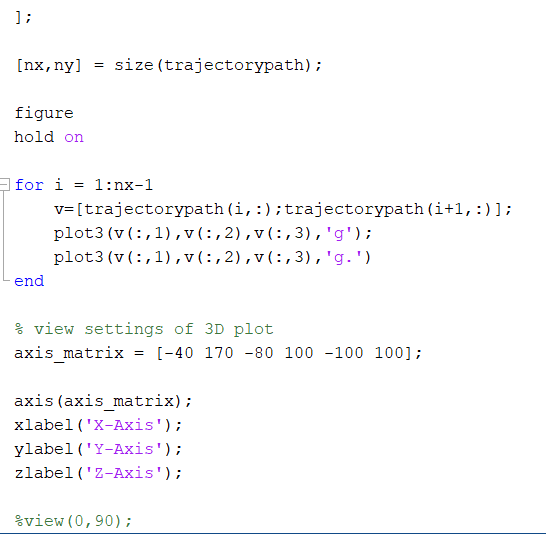 ];
[nx,ny] = size(trajectorypath);
figure
hold on
for i = 1:nx-1
v=[trajectorypath(i,:);trajectorypath(i+1,:)];
plot3(v(:,1),v(:,2),v(:,3),'g');
plot3(v(:,1),v(:,2),v(:,3),'g.')
end
% view settings of 3D plot
axis_matrix = [-40 170 -80 100 -100 100];
axis(axis_matrix);
xlabel('X-Axis');
ylabel('Y-Axis');
zlabel('Z-Axis');
%view(0,90);